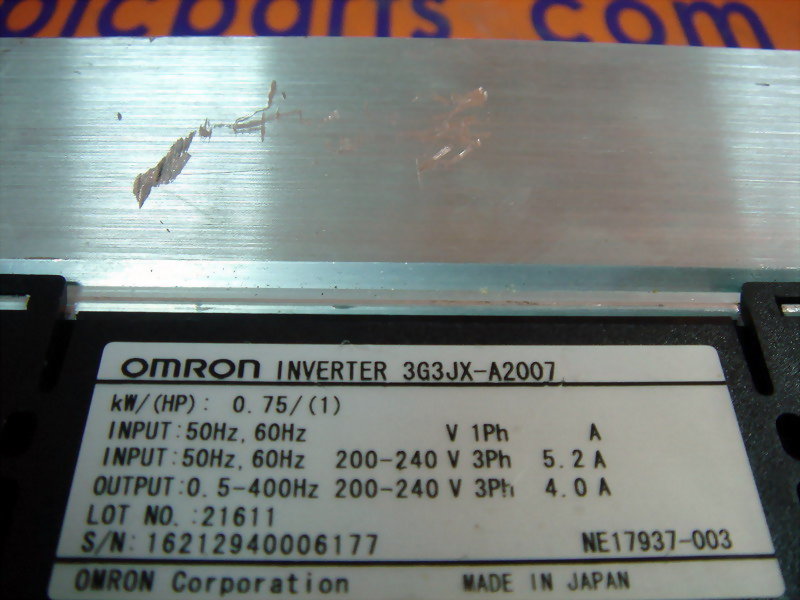 plcparts.com
OMRON INVERTER 3G3JX-A2007
kW/(HP): 0.75/(1)
INPUT:50Hz, 60Hz V 1Ph A
INPUT:50Hz, 60Hz 200-240 V 3Ph 5.2 A
OUTPUT:0.5-400Hz 200-240 V 3Ph 4.0 A
LOT NO. :21611
S/N: 16212940006177 NE17937-003
OMRON Corporation MADE IN JAPAN